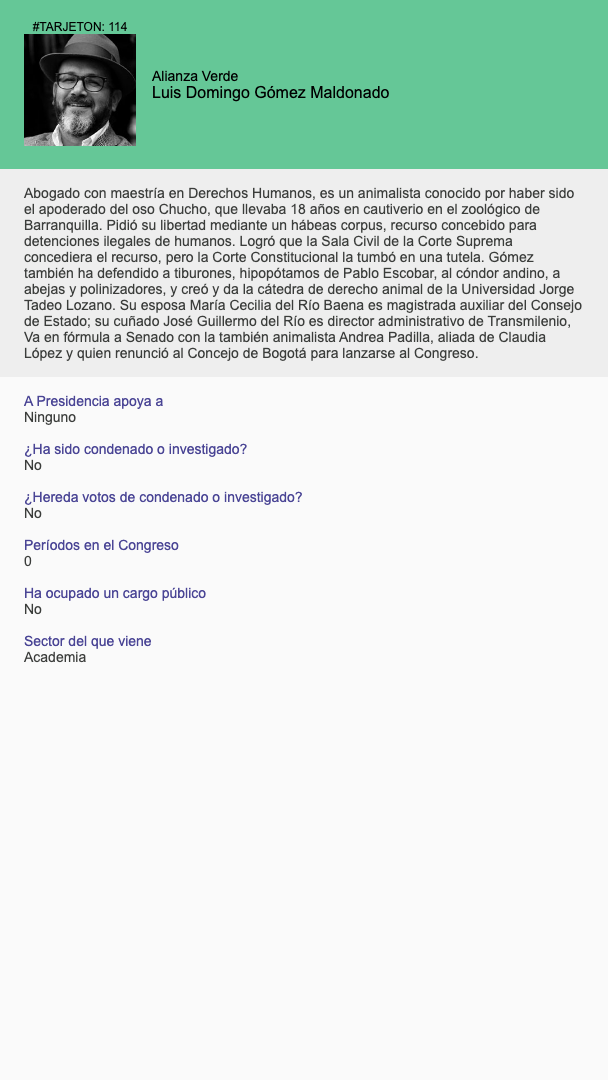 #TARJETON: 114
Alianza Verde
Luis Domingo Gómez Maldonado
Abogado con maestría en Derechos Humanos, es un animalista conocido por haber sido
el apoderado del oso Chucho, que llevaba 18 años en cautiverio en el zoológico de
Barranquilla. Pidió su libertad mediante un hábeas corpus, recurso concebido para
detenciones ilegales de humanos. Logró que la Sala Civil de la Corte Suprema
concediera el recurso, pero la Corte Constitucional la tumbó en una tutela. Gómez
también ha defendido a tiburones, hipopótamos de Pablo Escobar, al cóndor andino, a
abejas y polinizadores, y creó y da la cátedra de derecho animal de la Universidad Jorge
Tadeo Lozano. Su esposa María Cecilia del Río Baena es magistrada auxiliar del Consejo
de Estado; su cuñado José Guillermo del Río es director administrativo de Transmilenio,
Va en fórmula a Senado con la también animalista Andrea Padilla, aliada de Claudia
López y quien renunció al Concejo de Bogotá para lanzarse al Congreso.
A Presidencia apoya a
Ninguno
¿Ha sido condenado o investigado?
No
¿Hereda votos de condenado o investigado?
No
Períodos en el Congreso
0
Ha ocupado un cargo público
No
Sector del que viene
Academia